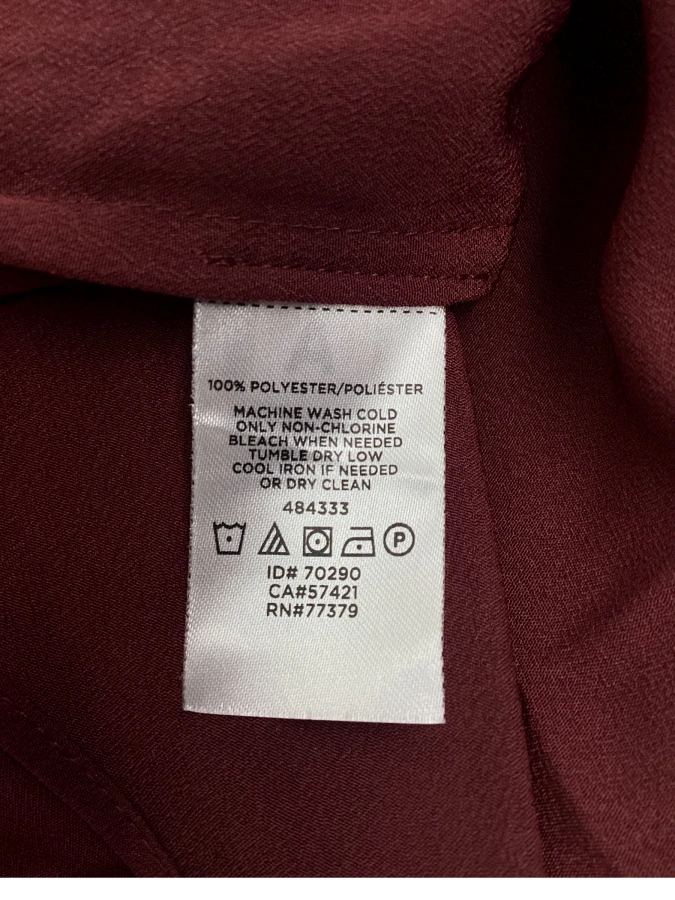 100% POLYESTER/POLIÉSTER
MACHINE WASH COLD
ONLY NON-CHLORINE
BLEACH WHEN NEEDED
TUMBLE DRY LOW
COOL IRON IF NEEDED
OR DRY CLEAN
484333
P
ID# 70290
CA#57421
RN#77379